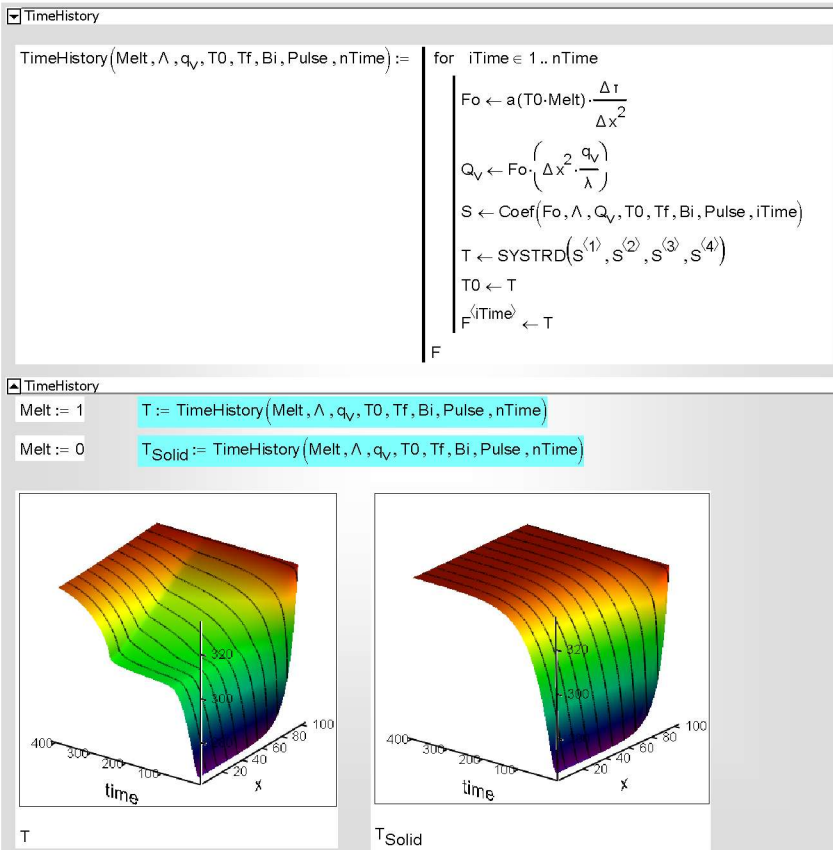 TimeHistory
TimeHistory(Melt, Λ, qV, T0, Tf, Bi, Pulse, nTime) :=
for iTime ∈ 1 .. nTime
Fo ← a(T0·Melt)·Δτ/Δx^2
QV ← Fo·(Δx^2·qV/λ)
S ← Coef(Fo, Λ, QV, T0, Tf, Bi, Pulse, iTime)
T ← SYSTRD(S^⟨1⟩, S^⟨2⟩, S^⟨3⟩, S^⟨4⟩)
T0 ← T
F^⟨iTime⟩ ← T
F
TimeHistory
Melt := 1 T := TimeHistory(Melt, Λ, qV, T0, Tf, Bi, Pulse, nTime)
Melt := 0 TSolid := TimeHistory(Melt, Λ, qV, T0, Tf, Bi, Pulse, nTime)
320
300
400 300 200 100
time
20 40 60 80 100
x
T
320
300
400 300 200 100
time
20 40 60 80 100
x
TSolid